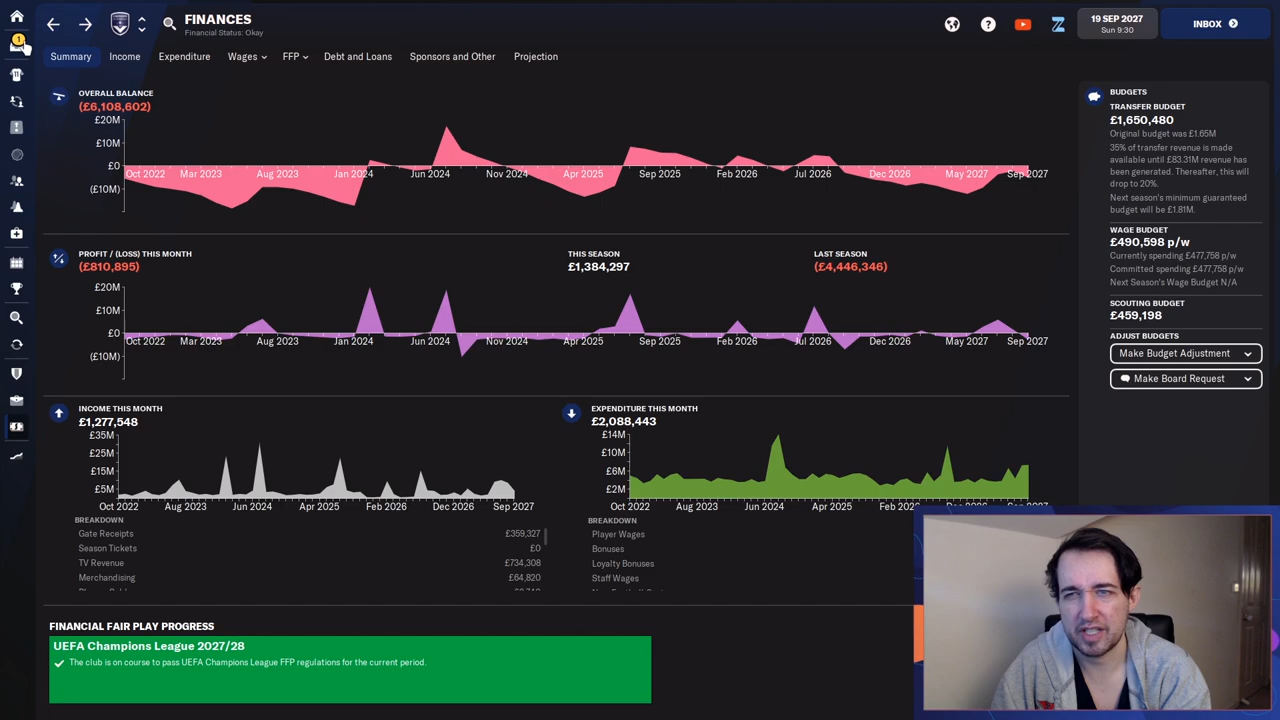 FINANCES
Financial Status: Okay
19 SEP 2027
Sun 9:30
INBOX
1
Summary
Income
Expenditure
Wages
FFP
Debt and Loans
Sponsors and Other
Projection
OVERALL BALANCE
(£6,108,602)
£20M
£10M
£0
(£10M)
Oct 2022 Mar 2023 Aug 2023 Jan 2024 Jun 2024 Nov 2024 Apr 2025 Sep 2025 Feb 2026 Jul 2026 Dec 2026 May 2027 Sep 2027
PROFIT / (LOSS) THIS MONTH
(£810,895)
THIS SEASON
£1,384,297
LAST SEASON
(£4,446,346)
£20M
£10M
£0
(£10M)
Oct 2022 Mar 2023 Aug 2023 Jan 2024 Jun 2024 Nov 2024 Apr 2025 Sep 2025 Feb 2026 Jul 2026 Dec 2026 May 2027 Sep 2027
INCOME THIS MONTH
£1,277,548
£35M
£25M
£15M
£5M
Oct 2022 Aug 2023 Jun 2024 Apr 2025 Feb 2026 Dec 2026 Sep 2027
BREAKDOWN
Gate Receipts £359,327
Season Tickets £0
TV Revenue £734,308
Merchandising £64,820
EXPENDITURE THIS MONTH
£2,088,443
£14M
£10M
£6M
£2M
Oct 2022 Aug 2023 Jun 2024 Apr 2025 Feb 2026 Dec 2026 Sep 2027
BREAKDOWN
Player Wages
Bonuses
Loyalty Bonuses
Staff Wages
FINANCIAL FAIR PLAY PROGRESS
UEFA Champions League 2027/28
The club is on course to pass UEFA Champions League FFP regulations for the current period.
BUDGETS
TRANSFER BUDGET
£1,650,480
Original budget was £1.65M
35% of transfer revenue is made
available until £83.31M revenue has
been generated. Thereafter, this will
drop to 20%.
Next season's minimum guaranteed
budget will be £1.81M.
WAGE BUDGET
£490,598 p/w
Currently spending £477,758 p/w
Committed spending £477,758 p/w
Next Season's Wage Budget N/A
SCOUTING BUDGET
£459,198
ADJUST BUDGETS
Make Budget Adjustment
Make Board Request